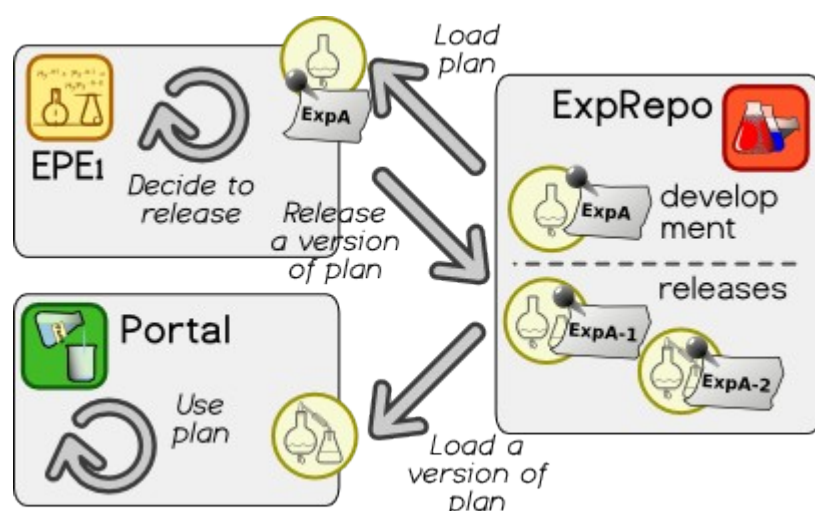 Load
plan
ExpA
EPE1
Decide to
release
Release
a version
of plan
ExpRepo
ExpA
develop
ment
releases
ExpA-1
ExpA-2
Portal
Use
plan
Load a
version of
plan